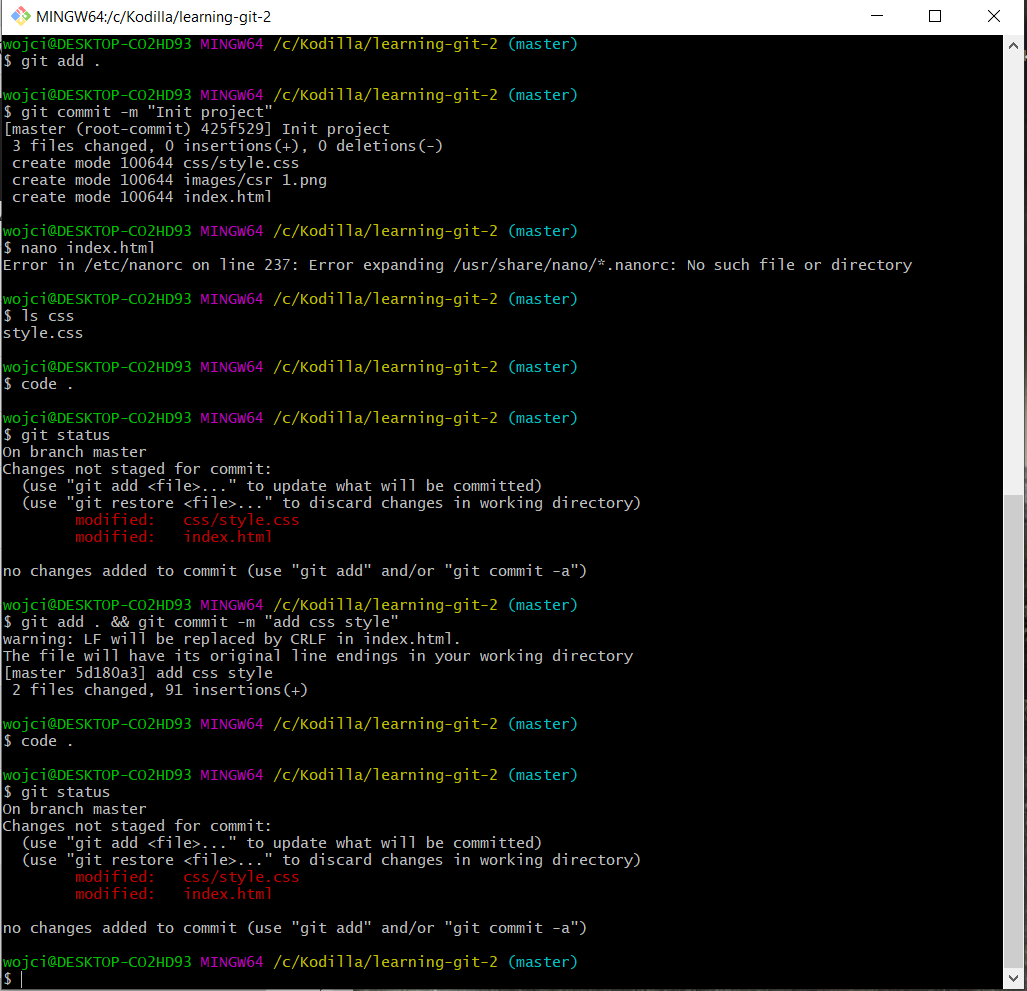 MINGW64:/c/Kodilla/learning-git-2
wojci@DESKTOP-CO2HD93 MINGW64 /c/Kodilla/learning-git-2 (master)
$ git add .
wojci@DESKTOP-CO2HD93 MINGW64 /c/Kodilla/learning-git-2 (master)
$ git commit -m "Init project"
[master (root-commit) 425f529] Init project
 3 files changed, 0 insertions(+), 0 deletions(-)
 create mode 100644 css/style.css
 create mode 100644 images/csr 1.png
 create mode 100644 index.html
wojci@DESKTOP-CO2HD93 MINGW64 /c/Kodilla/learning-git-2 (master)
$ nano index.html
Error in /etc/nanorc on line 237: Error expanding /usr/share/nano/*.nanorc: No such file or directory
wojci@DESKTOP-CO2HD93 MINGW64 /c/Kodilla/learning-git-2 (master)
$ ls css
style.css
wojci@DESKTOP-CO2HD93 MINGW64 /c/Kodilla/learning-git-2 (master)
$ code .
wojci@DESKTOP-CO2HD93 MINGW64 /c/Kodilla/learning-git-2 (master)
$ git status
On branch master
Changes not staged for commit:
  (use "git add <file>..." to update what will be committed)
  (use "git restore <file>..." to discard changes in working directory)
        modified:   css/style.css
        modified:   index.html
no changes added to commit (use "git add" and/or "git commit -a")
wojci@DESKTOP-CO2HD93 MINGW64 /c/Kodilla/learning-git-2 (master)
$ git add . && git commit -m "add css style"
warning: LF will be replaced by CRLF in index.html.
The file will have its original line endings in your working directory
[master 5d180a3] add css style
 2 files changed, 91 insertions(+)
wojci@DESKTOP-CO2HD93 MINGW64 /c/Kodilla/learning-git-2 (master)
$ code .
wojci@DESKTOP-CO2HD93 MINGW64 /c/Kodilla/learning-git-2 (master)
$ git status
On branch master
Changes not staged for commit:
  (use "git add <file>..." to update what will be committed)
  (use "git restore <file>..." to discard changes in working directory)
        modified:   css/style.css
        modified:   index.html
no changes added to commit (use "git add" and/or "git commit -a")
wojci@DESKTOP-CO2HD93 MINGW64 /c/Kodilla/learning-git-2 (master)
$